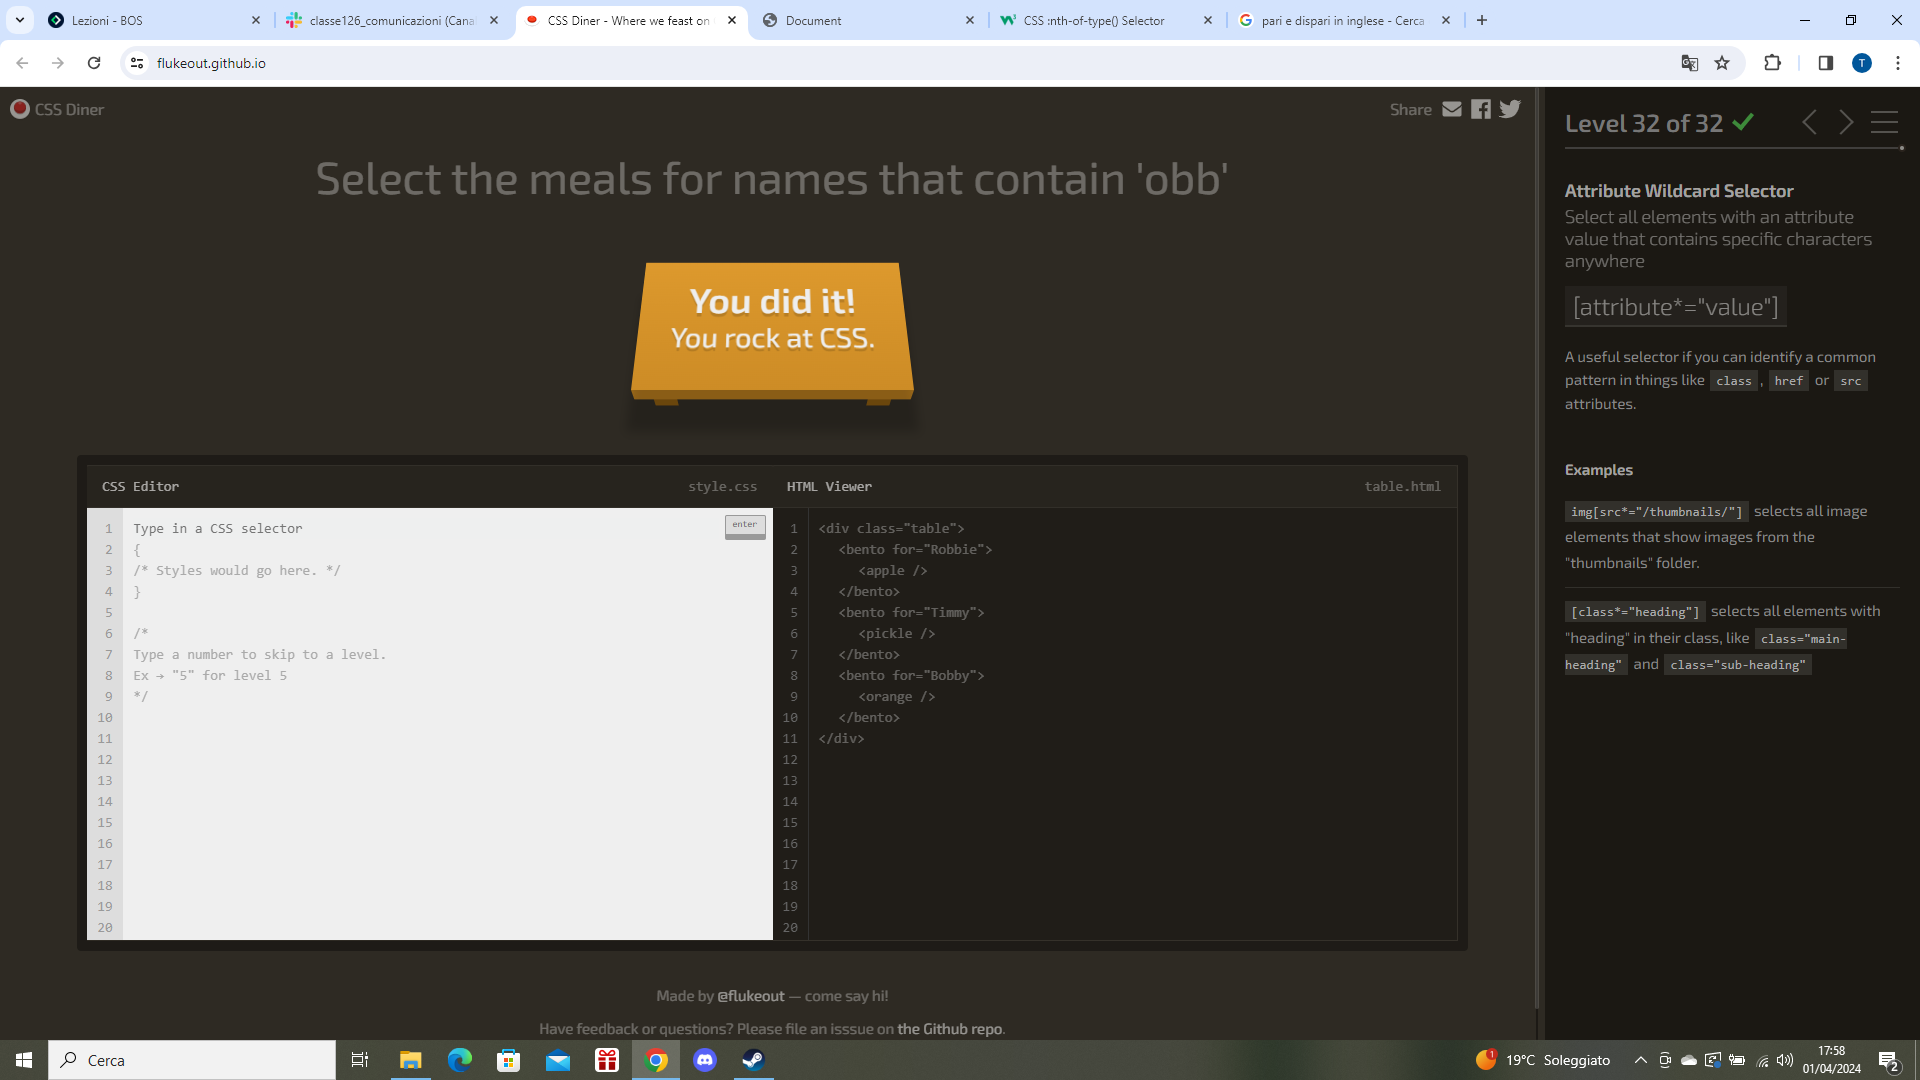 Lezioni - BOS
classe126_comunicazioni (Cana
CSS Diner - Where we feast on
Document
CSS :nth-of-type() Selector
pari e dispari in inglese - Cerca
flukeout.github.io
T
CSS Diner
Share
Select the meals for names that contain 'obb'
You did it!
You rock at CSS.
CSS Editor
style.css
HTML Viewer
table.html
enter
1 Type in a CSS selector
2 {
3 /* Styles would go here. */
4 }
5
6 /*
7 Type a number to skip to a level.
8 Ex → "5" for level 5
9 */
10
11
12
13
14
15
16
17
18
19
20
1 <div class="table">
2 <bento for="Robbie">
3 <apple />
4 </bento>
5 <bento for="Timmy">
6 <pickle />
7 </bento>
8 <bento for="Bobby">
9 <orange />
10 </bento>
11 </div>
12
13
14
15
16
17
18
19
20
Made by @flukeout — come say hi!
Have feedback or questions? Please file an isssue on the Github repo.
Level 32 of 32
Attribute Wildcard Selector
Select all elements with an attribute
value that contains specific characters
anywhere
[attribute*="value"]
A useful selector if you can identify a common
pattern in things like class , href or src
attributes.
Examples
img[src*="/thumbnails/"] selects all image
elements that show images from the
"thumbnails" folder.
[class*="heading"] selects all elements with
"heading" in their class, like class="main-
heading" and class="sub-heading"
Cerca
1
19°C Soleggiato
17:58
01/04/2024
2